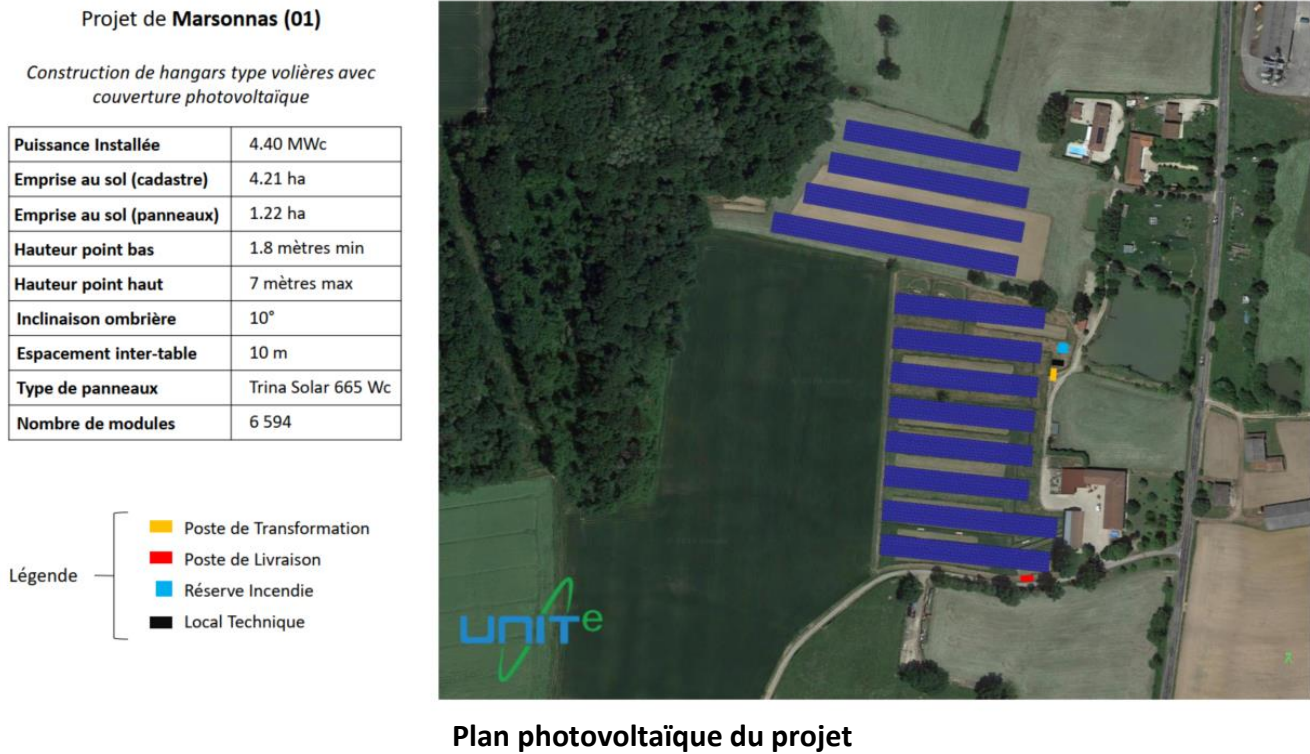 Projet de Marsonnas (01)
Construction de hangars type volières avec
couverture photovoltaïque
Puissance Installée 4.40 MWc
Emprise au sol (cadastre) 4.21 ha
Emprise au sol (panneaux) 1.22 ha
Hauteur point bas 1.8 mètres min
Hauteur point haut 7 mètres max
Inclinaison ombrière 10°
Espacement inter-table 10 m
Type de panneaux Trina Solar 665 Wc
Nombre de modules 6 594
Légende
Poste de Transformation
Poste de Livraison
Réserve Incendie
Local Technique
UNITe
Plan photovoltaïque du projet